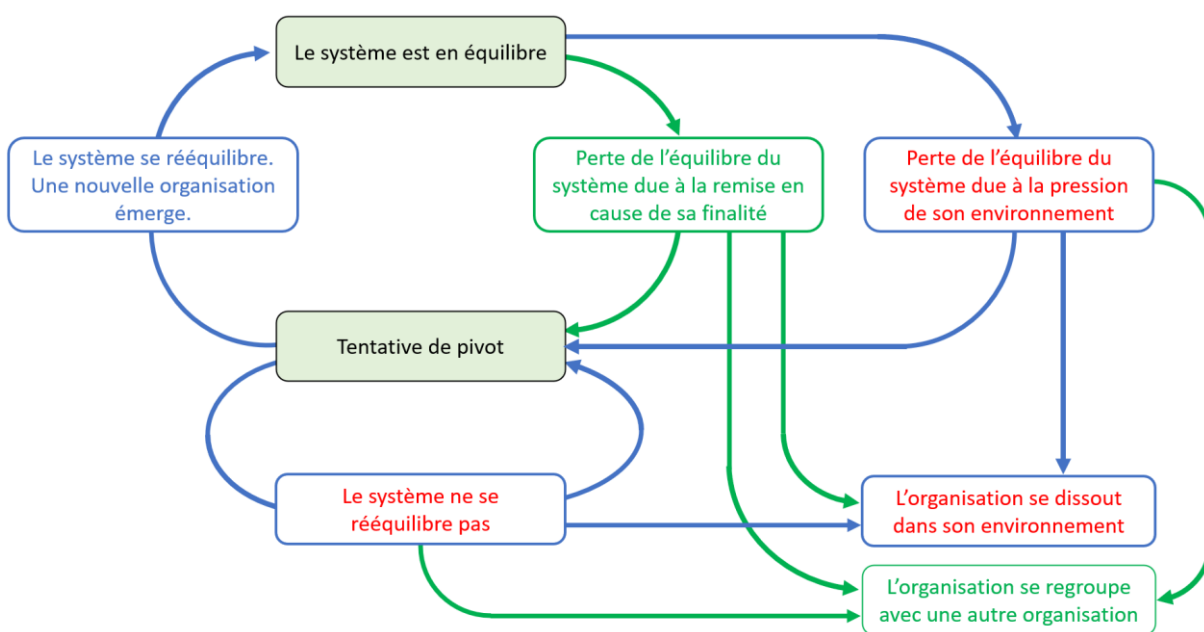 Le système est en équilibre
Le système se rééquilibre.
Une nouvelle organisation
émerge.
Perte de l’équilibre du
système due à la remise en
cause de sa finalité
Perte de l’équilibre du
système due à la pression
de son environnement
Tentative de pivot
Le système ne se
rééquilibre pas
L’organisation se dissout
dans son environnement
L’organisation se regroupe
avec une autre organisation